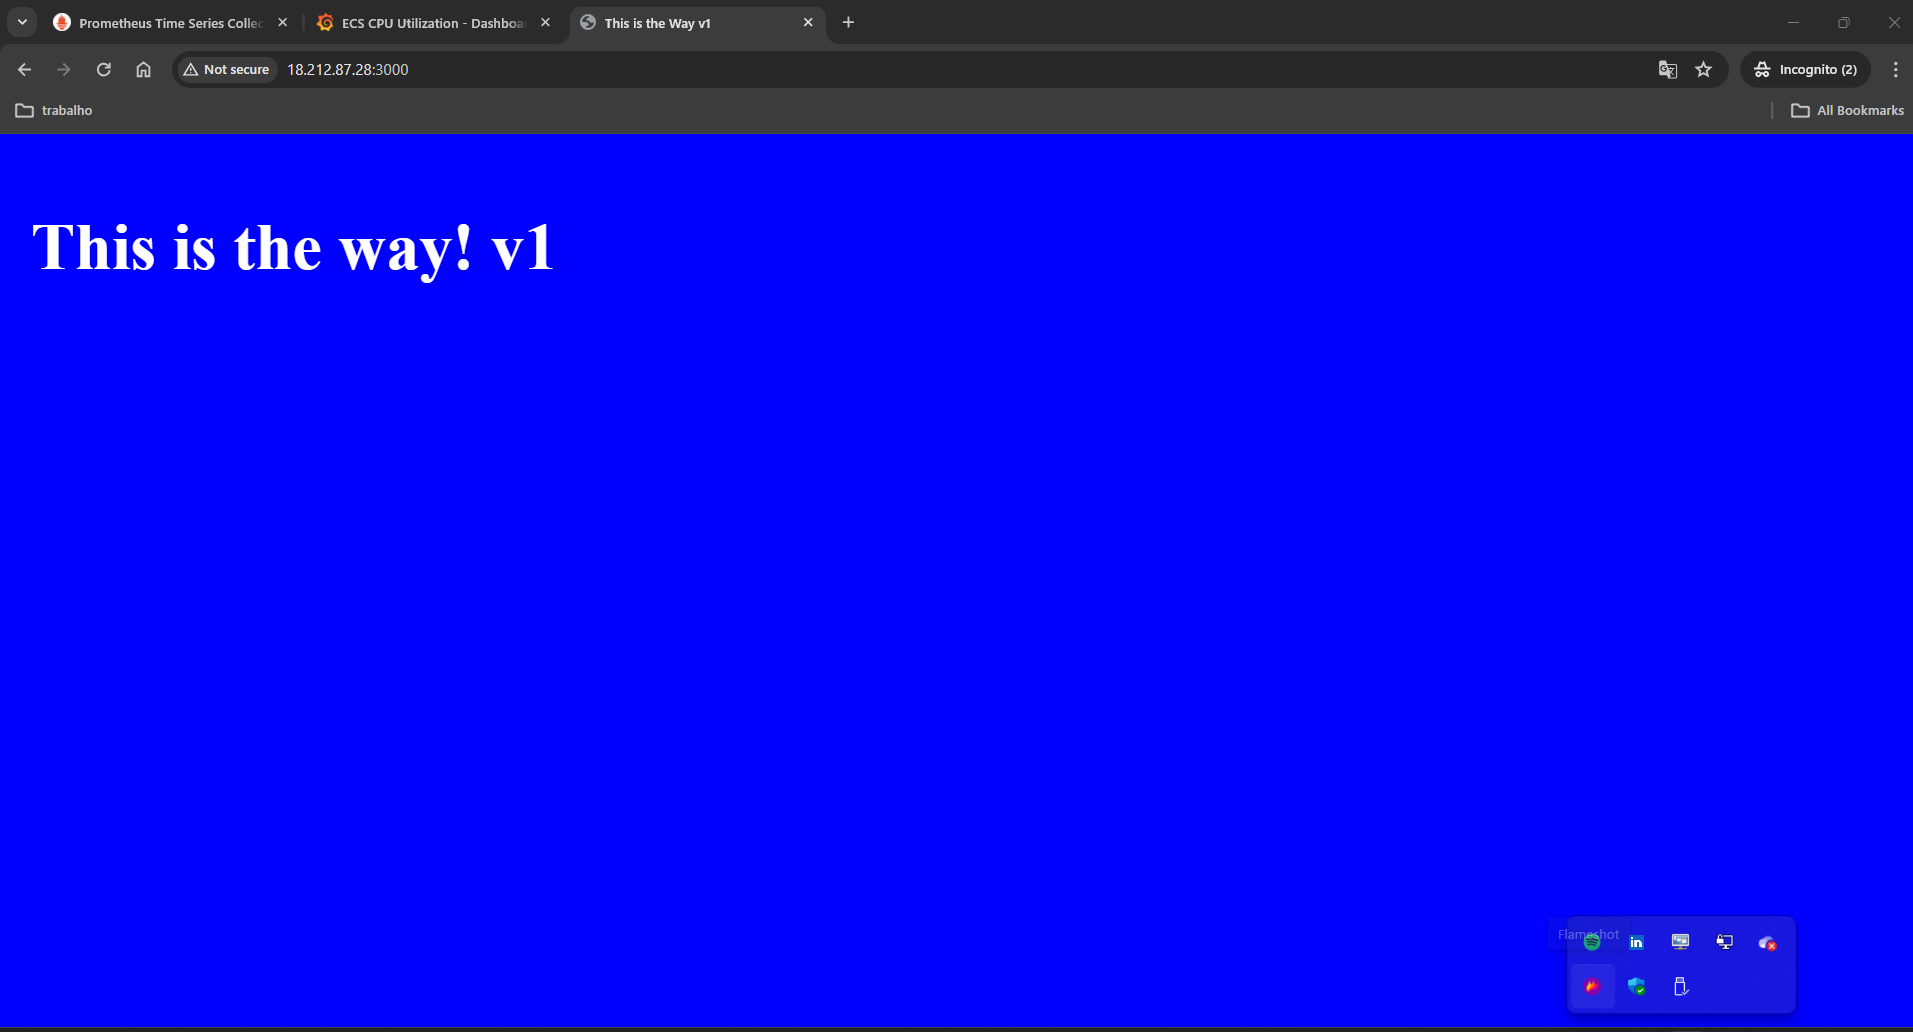 Prometheus Time Series Collec
ECS CPU Utilization - Dashboa
This is the Way v1
Not secure
18.212.87.28:3000
Incognito (2)
trabalho
All Bookmarks
This is the way! v1
Flameshot
in